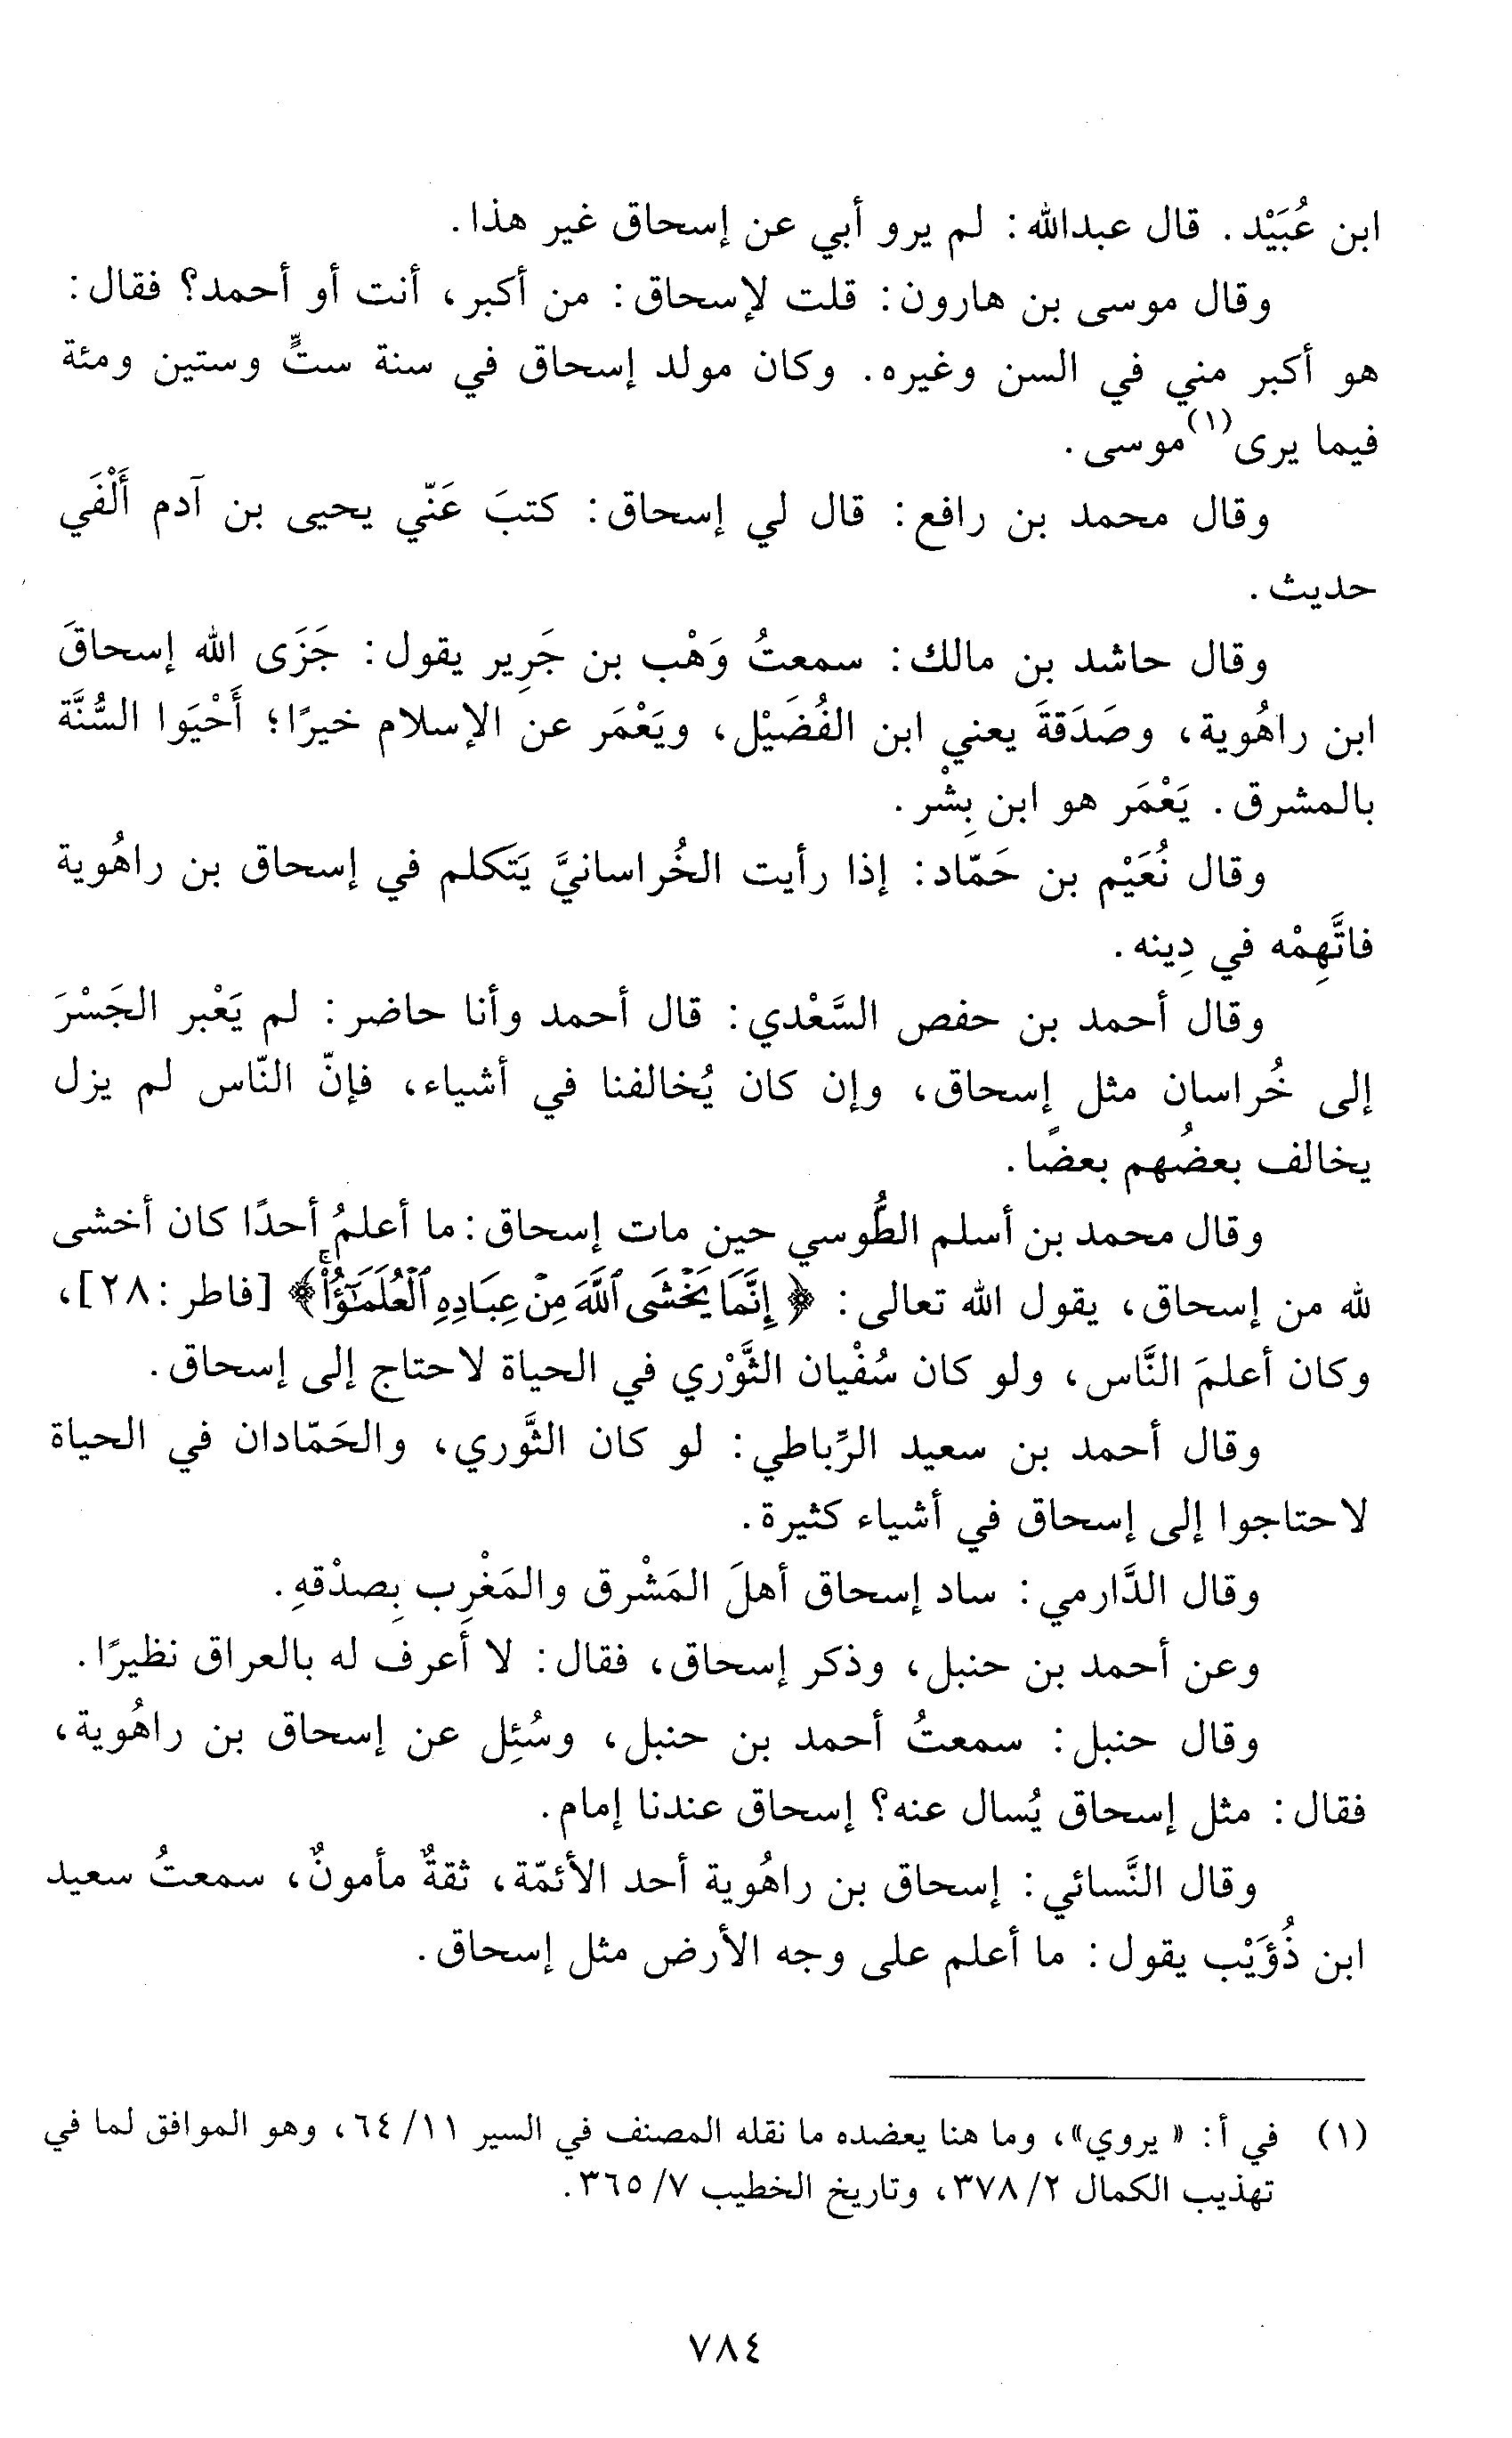 ابن عُبَيْد. قال عبدالله: لم يرو أبي عن إسحاق غير هذا.
وقال موسى بن هارون: قلت لإسحاق: من أكبر، أنت أو أحمد؟ فقال:
هو أكبر مني في السن وغيره. وكان مولد إسحاق في سنة ستٍّ وستين ومئة
فيما يرى(١) موسى.
وقال محمد بن رافع: قال لي إسحاق: كتبَ عَنّي يحيى بن آدم أَلْفَي
حديث.
وقال حاشد بن مالك: سمعتُ وَهْب بن جَرِير يقول: جَزَى الله إسحاقَ
ابن راهُوية، وصَدَقةَ يعني ابن الفُضَيْل، ويَعْمَر عن الإسلام خيرًا؛ أَحْيَوا السُّنَّة
بالمشرق. يَعْمَر هو ابن بِشْر.
وقال نُعَيْم بن حَمّاد: إذا رأيت الخُراسانيَّ يَتَكلم في إسحاق بن راهُوية
فاتَّهِمْه في دِينه.
وقال أحمد بن حفص السَّعْدي: قال أحمد وأنا حاضر: لم يَعْبر الجَسْرَ
إلى خُراسان مثل إسحاق، وإن كان يُخالفنا في أشياء، فإنّ النّاس لم يزل
يخالف بعضُهم بعضًا.
وقال محمد بن أسلم الطُّوسي حين مات إسحاق: ما أعلمُ أحدًا كان أخشى
لله من إسحاق، يقول الله تعالى: ﴿إِنَّمَا يَخْشَى ٱللَّهَ مِنْ عِبَادِهِ ٱلْعُلَمَٰٓؤُاْ﴾ [فاطر: ٢٨]،
وكان أعلمَ النَّاس، ولو كان سُفْيان الثَّوْري في الحياة لاحتاج إلى إسحاق.
وقال أحمد بن سعيد الرِّباطي: لو كان الثَّوري، والحَمّادان في الحياة
لاحتاجوا إلى إسحاق في أشياء كثيرة.
وقال الدَّارمي: ساد إسحاق أهلَ المَشْرق والمَغْرِب بِصدْقهِ.
وعن أحمد بن حنبل، وذكر إسحاق، فقال: لا أعرف له بالعراق نظيرًا.
وقال حنبل: سمعتُ أحمد بن حنبل، وسُئِل عن إسحاق بن راهُوية،
فقال: مثل إسحاق يُسال عنه؟ إسحاق عندنا إمام.
وقال النَّسائي: إسحاق بن راهُوية أحد الأئمّة، ثقةٌ مأمونٌ، سمعتُ سعيد
ابن ذُؤَيْب يقول: ما أعلم على وجه الأرض مثل إسحاق.
(١) في أ: «يروي»، وما هنا يعضده ما نقله المصنف في السير ١١/ ٦٤، وهو الموافق لما في
تهذيب الكمال ٢/ ٣٧٨، وتاريخ الخطيب ٧/ ٣٦٥.
٧٨٤